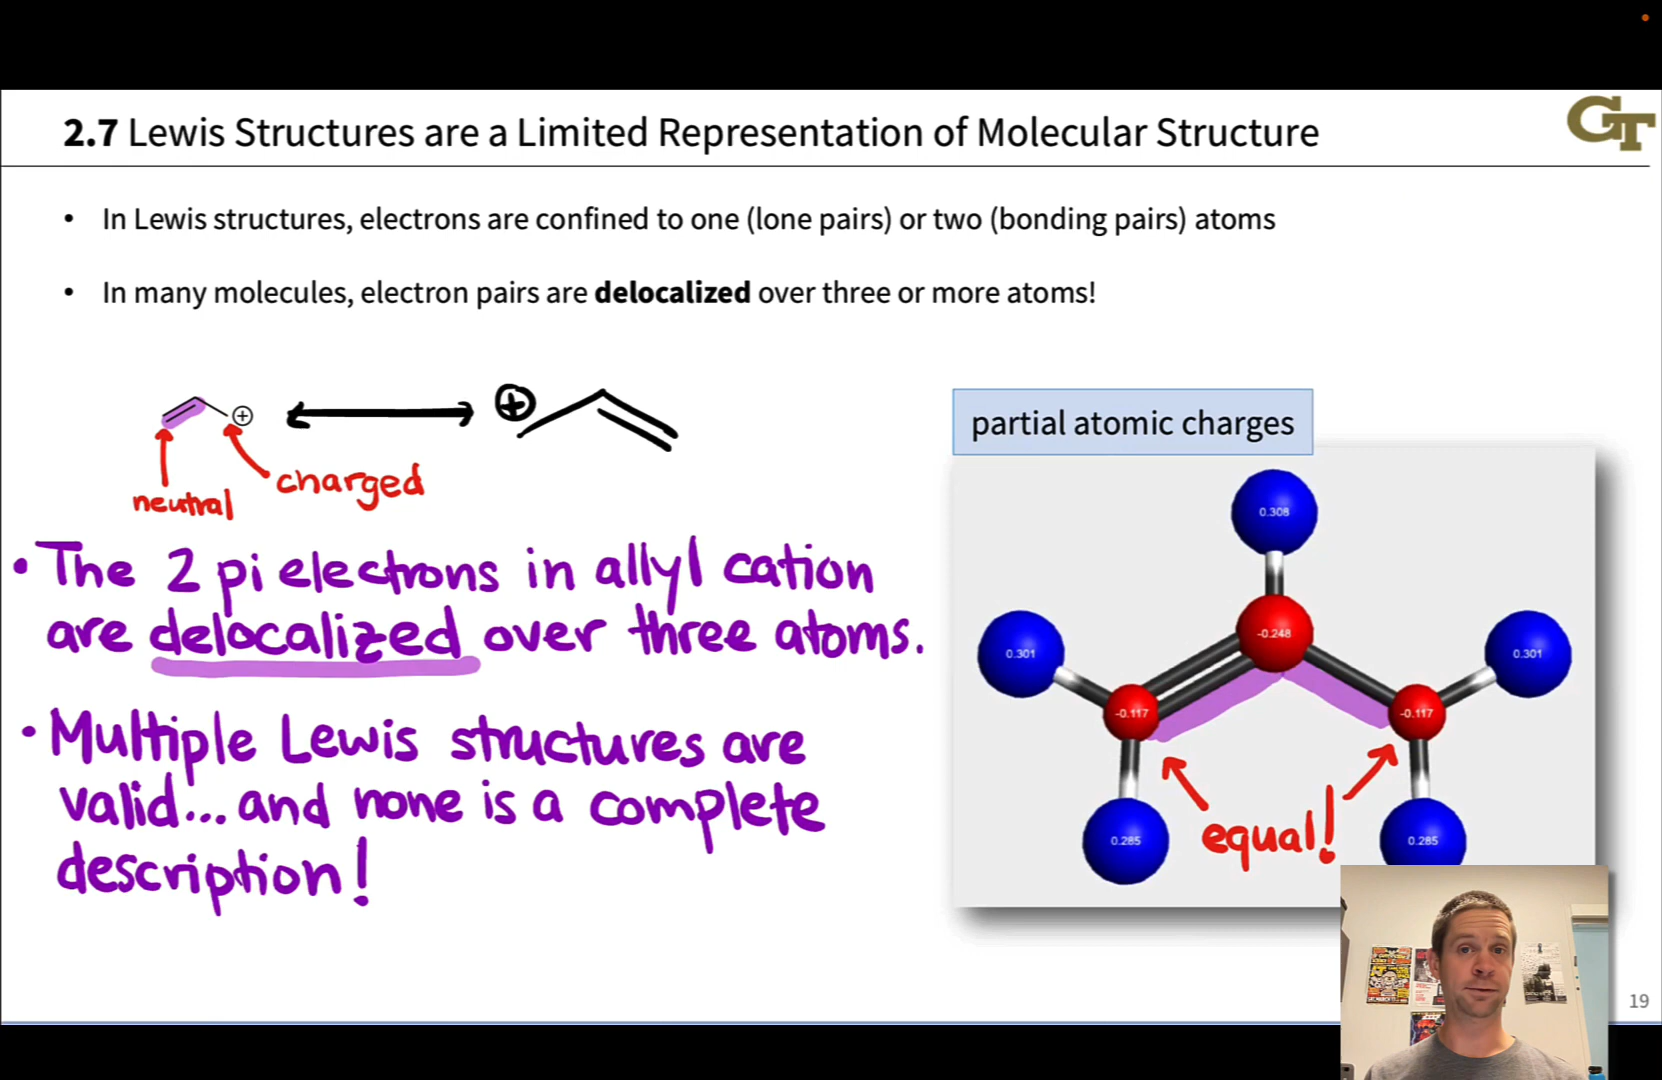 2.7 Lewis Structures are a Limited Representation of Molecular Structure
GT
• In Lewis structures, electrons are confined to one (lone pairs) or two (bonding pairs) atoms
• In many molecules, electron pairs are delocalized over three or more atoms!
+
+
neutral
charged
• The 2 pi electrons in allyl cation
are delocalized over three atoms.
• Multiple Lewis structures are
valid...and none is a complete
description!
partial atomic charges
0.308
-0.248
0.301
0.301
-0.117
-0.117
0.285
0.285
equal!
19